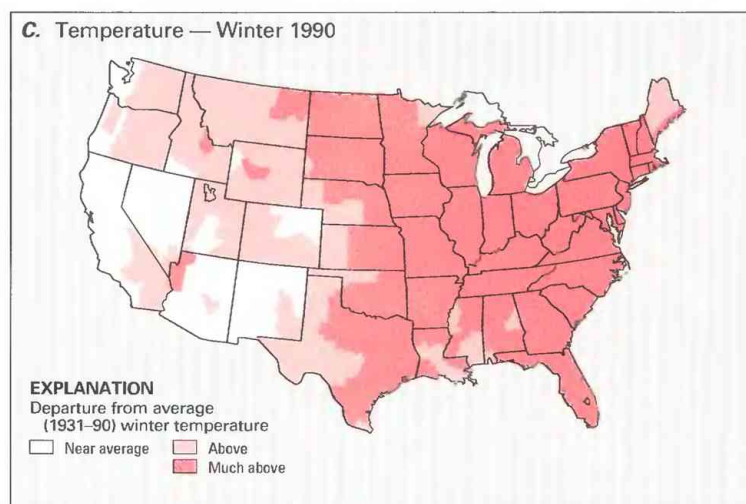 C. Temperature — Winter 1990
EXPLANATION
Departure from average
(1931–90) winter temperature
Near average
Above
Much above